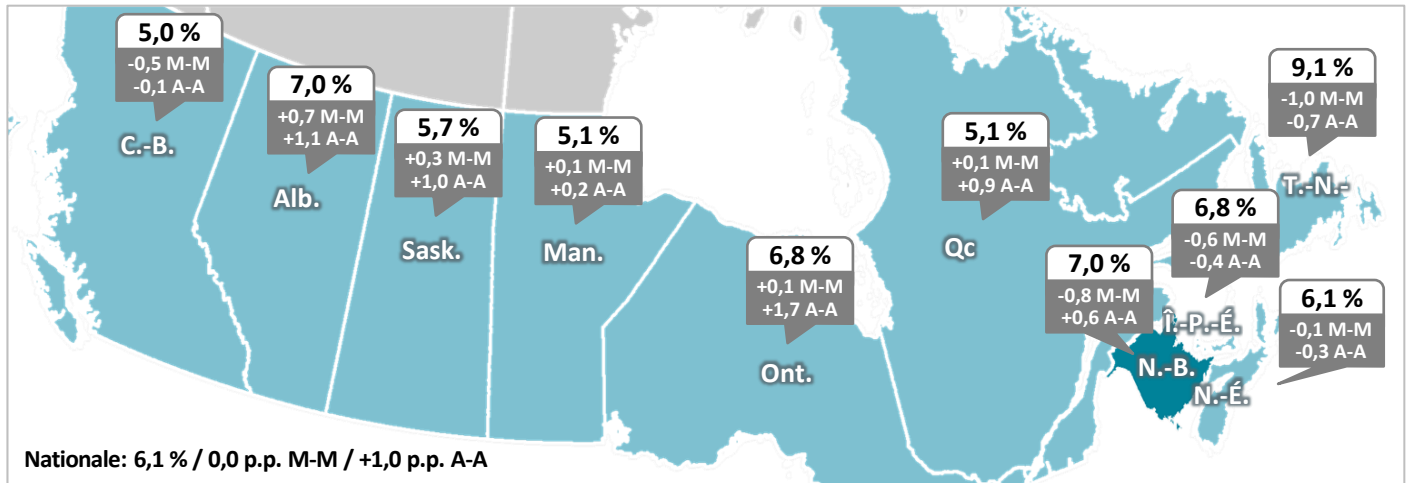 5,0 %
-0,5 M-M
-0,1 A-A
C.-B.
7,0 %
+0,7 M-M
+1,1 A-A
Alb.
5,7 %
+0,3 M-M
+1,0 A-A
Sask.
5,1 %
+0,1 M-M
+0,2 A-A
Man.
6,8 %
+0,1 M-M
+1,7 A-A
Ont.
5,1 %
+0,1 M-M
+0,9 A-A
Qc
9,1 %
-1,0 M-M
-0,7 A-A
T.-N.-
6,8 %
-0,6 M-M
-0,4 A-A
Î.-P.-É.
7,0 %
-0,8 M-M
+0,6 A-A
N.-B.
6,1 %
-0,1 M-M
-0,3 A-A
N.-É.
Nationale: 6,1 % / 0,0 p.p. M-M / +1,0 p.p. A-A